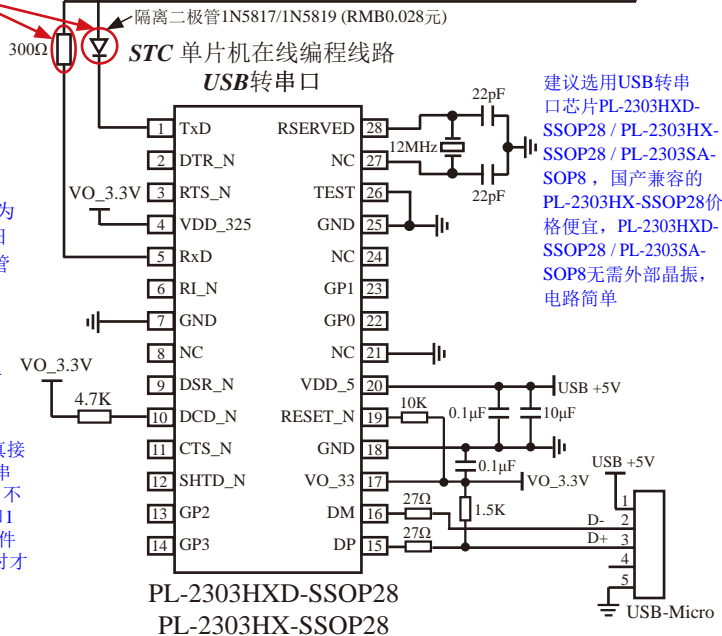 隔离二极管1N5817/1N5819 (RMB0.028元)
300Ω
STC 单片机在线编程线路
USB转串口
22pF
12MHz
22pF
建议选用USB转串
口芯片PL-2303HXD-
SSOP28 / PL-2303HX-
SSOP28 / PL-2303SA-
SOP8 ，国产兼容的
PL-2303HX-SSOP28价
格便宜，PL-2303HXD-
SSOP28 / PL-2303SA-
SOP8无需外部晶振，
电路简单
1 TxD RSERVED 28
2 DTR_N NC 27
VO_3.3V 3 RTS_N TEST 26
4 VDD_325 GND 25
5 RxD NC 24
6 RI_N GP1 23
7 GND GP0 22
8 NC NC 21
VO_3.3V
9 DSR_N VDD_5 20 USB +5V
4.7K
10 DCD_N RESET_N 19 10K 0.1μF 10μF
11 CTS_N GND 18
0.1μF
12 SHTD_N VO_33 17 VO_3.3V
13 GP2 DM 16 27Ω
1.5K
14 GP3 DP 15 27Ω
USB +5V
1
D- 2
D+ 3
4
5
USB-Micro
PL-2303HXD-SSOP28
PL-2303HX-SSOP28
为
管
接
串
不
1
件
才